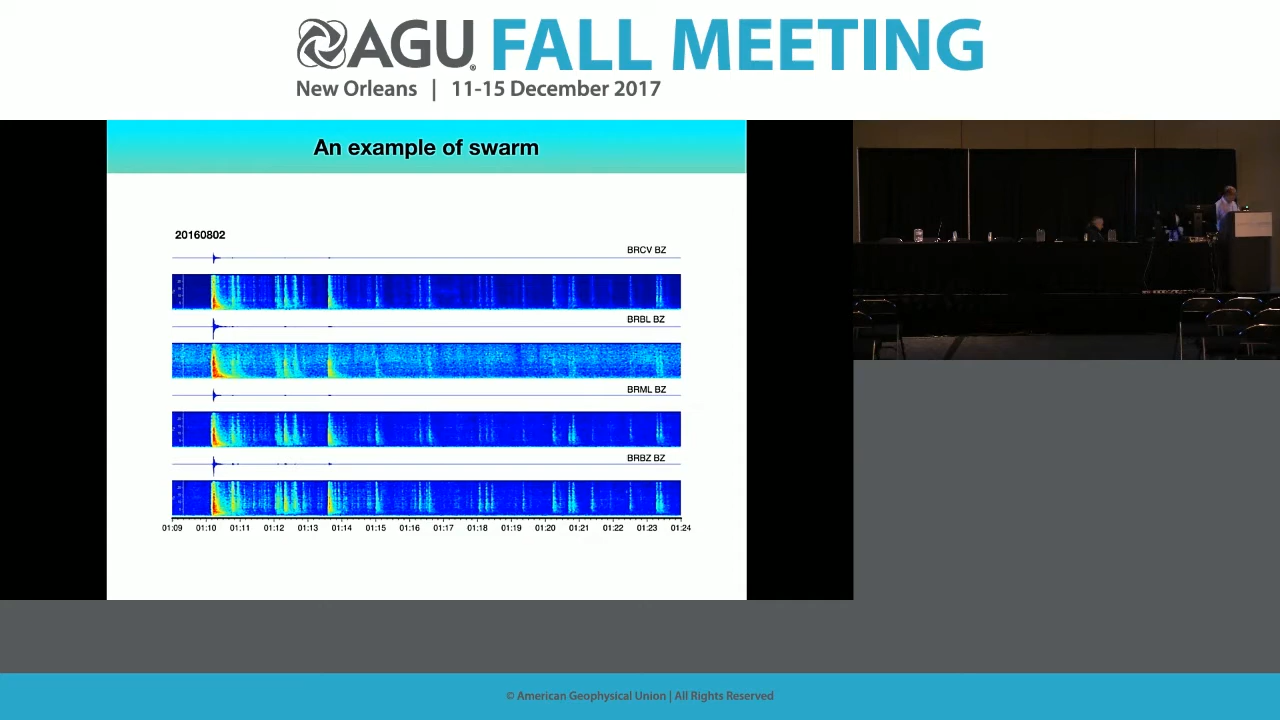 AGU FALL MEETING
New Orleans | 11-15 December 2017
An example of swarm
20160802
BRCV BZ
BRBL BZ
BRML BZ
BRBZ BZ
01:09 01:10 01:11 01:12 01:13 01:14 01:15 01:16 01:17 01:18 01:19 01:20 01:21 01:22 01:23 01:24
© American Geophysical Union | All Rights Reserved